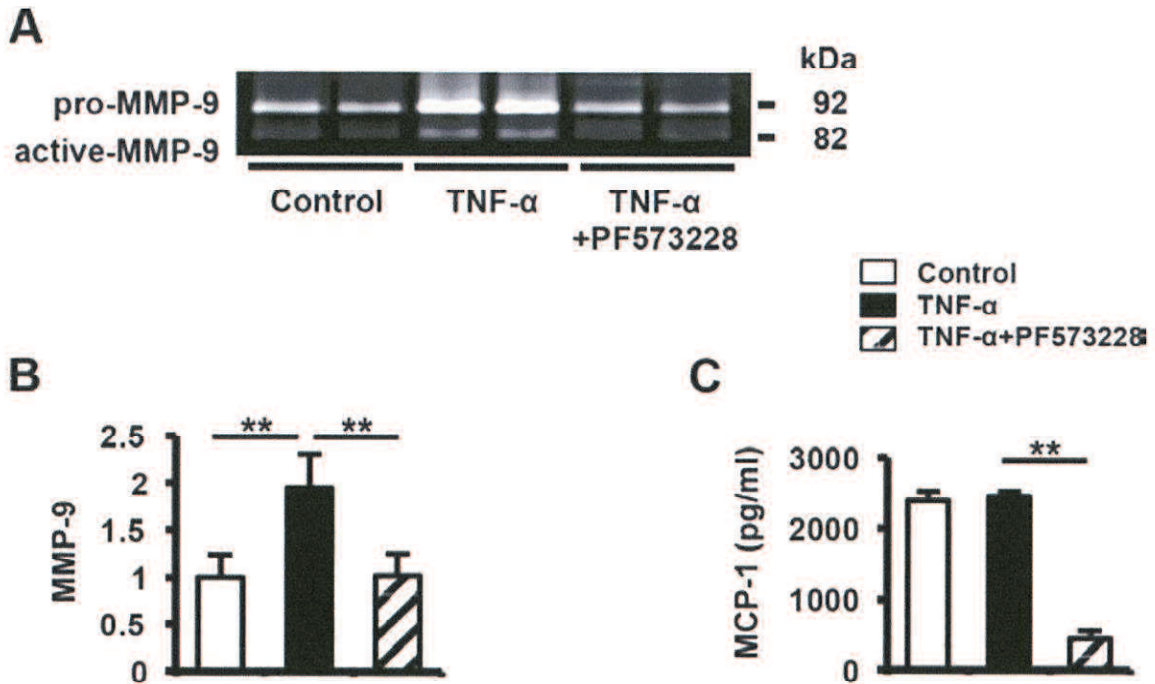 A
kDa
pro-MMP-9
92
active-MMP-9
82
Control
TNF-α
TNF-α
+PF573228
Control
TNF-α
TNF-α+PF573228
B
MMP-9
2.5
2
1.5
1
0.5
0
**
**
C
MCP-1 (pg/ml)
3000
2000
1000
0
**